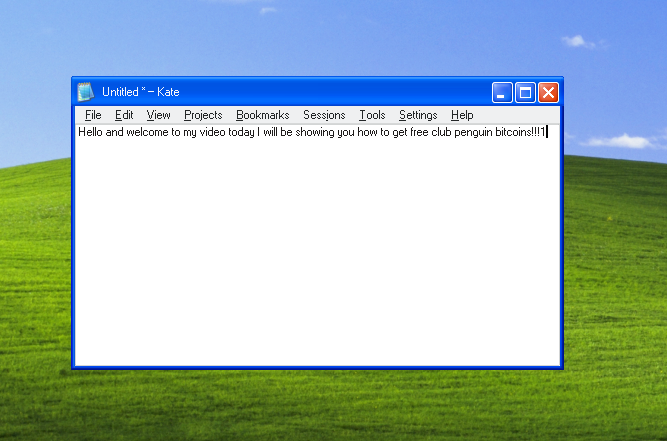 Untitled * – Kate
File Edit View Projects Bookmarks Sessions Tools Settings Help
Hello and welcome to my video today I will be showing you how to get free club penguin bitcoins!!!1